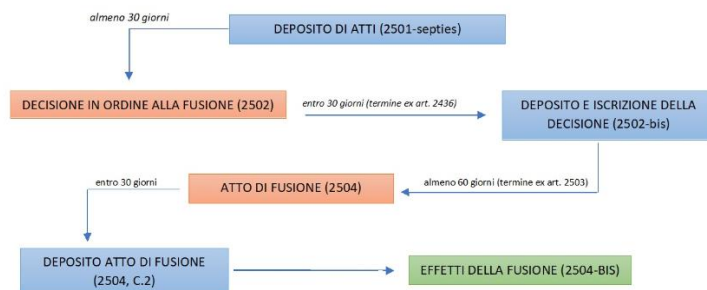 almeno 30 giorni
DEPOSITO DI ATTI (2501-septies)
DECISIONE IN ORDINE ALLA FUSIONE (2502)
entro 30 giorni (termine ex art. 2436)
DEPOSITO E ISCRIZIONE DELLA
DECISIONE (2502-bis)
entro 30 giorni
ATTO DI FUSIONE (2504)
almeno 60 giorni (termine ex art. 2503)
DEPOSITO ATTO DI FUSIONE
(2504, C.2)
EFFETTI DELLA FUSIONE (2504-BIS)